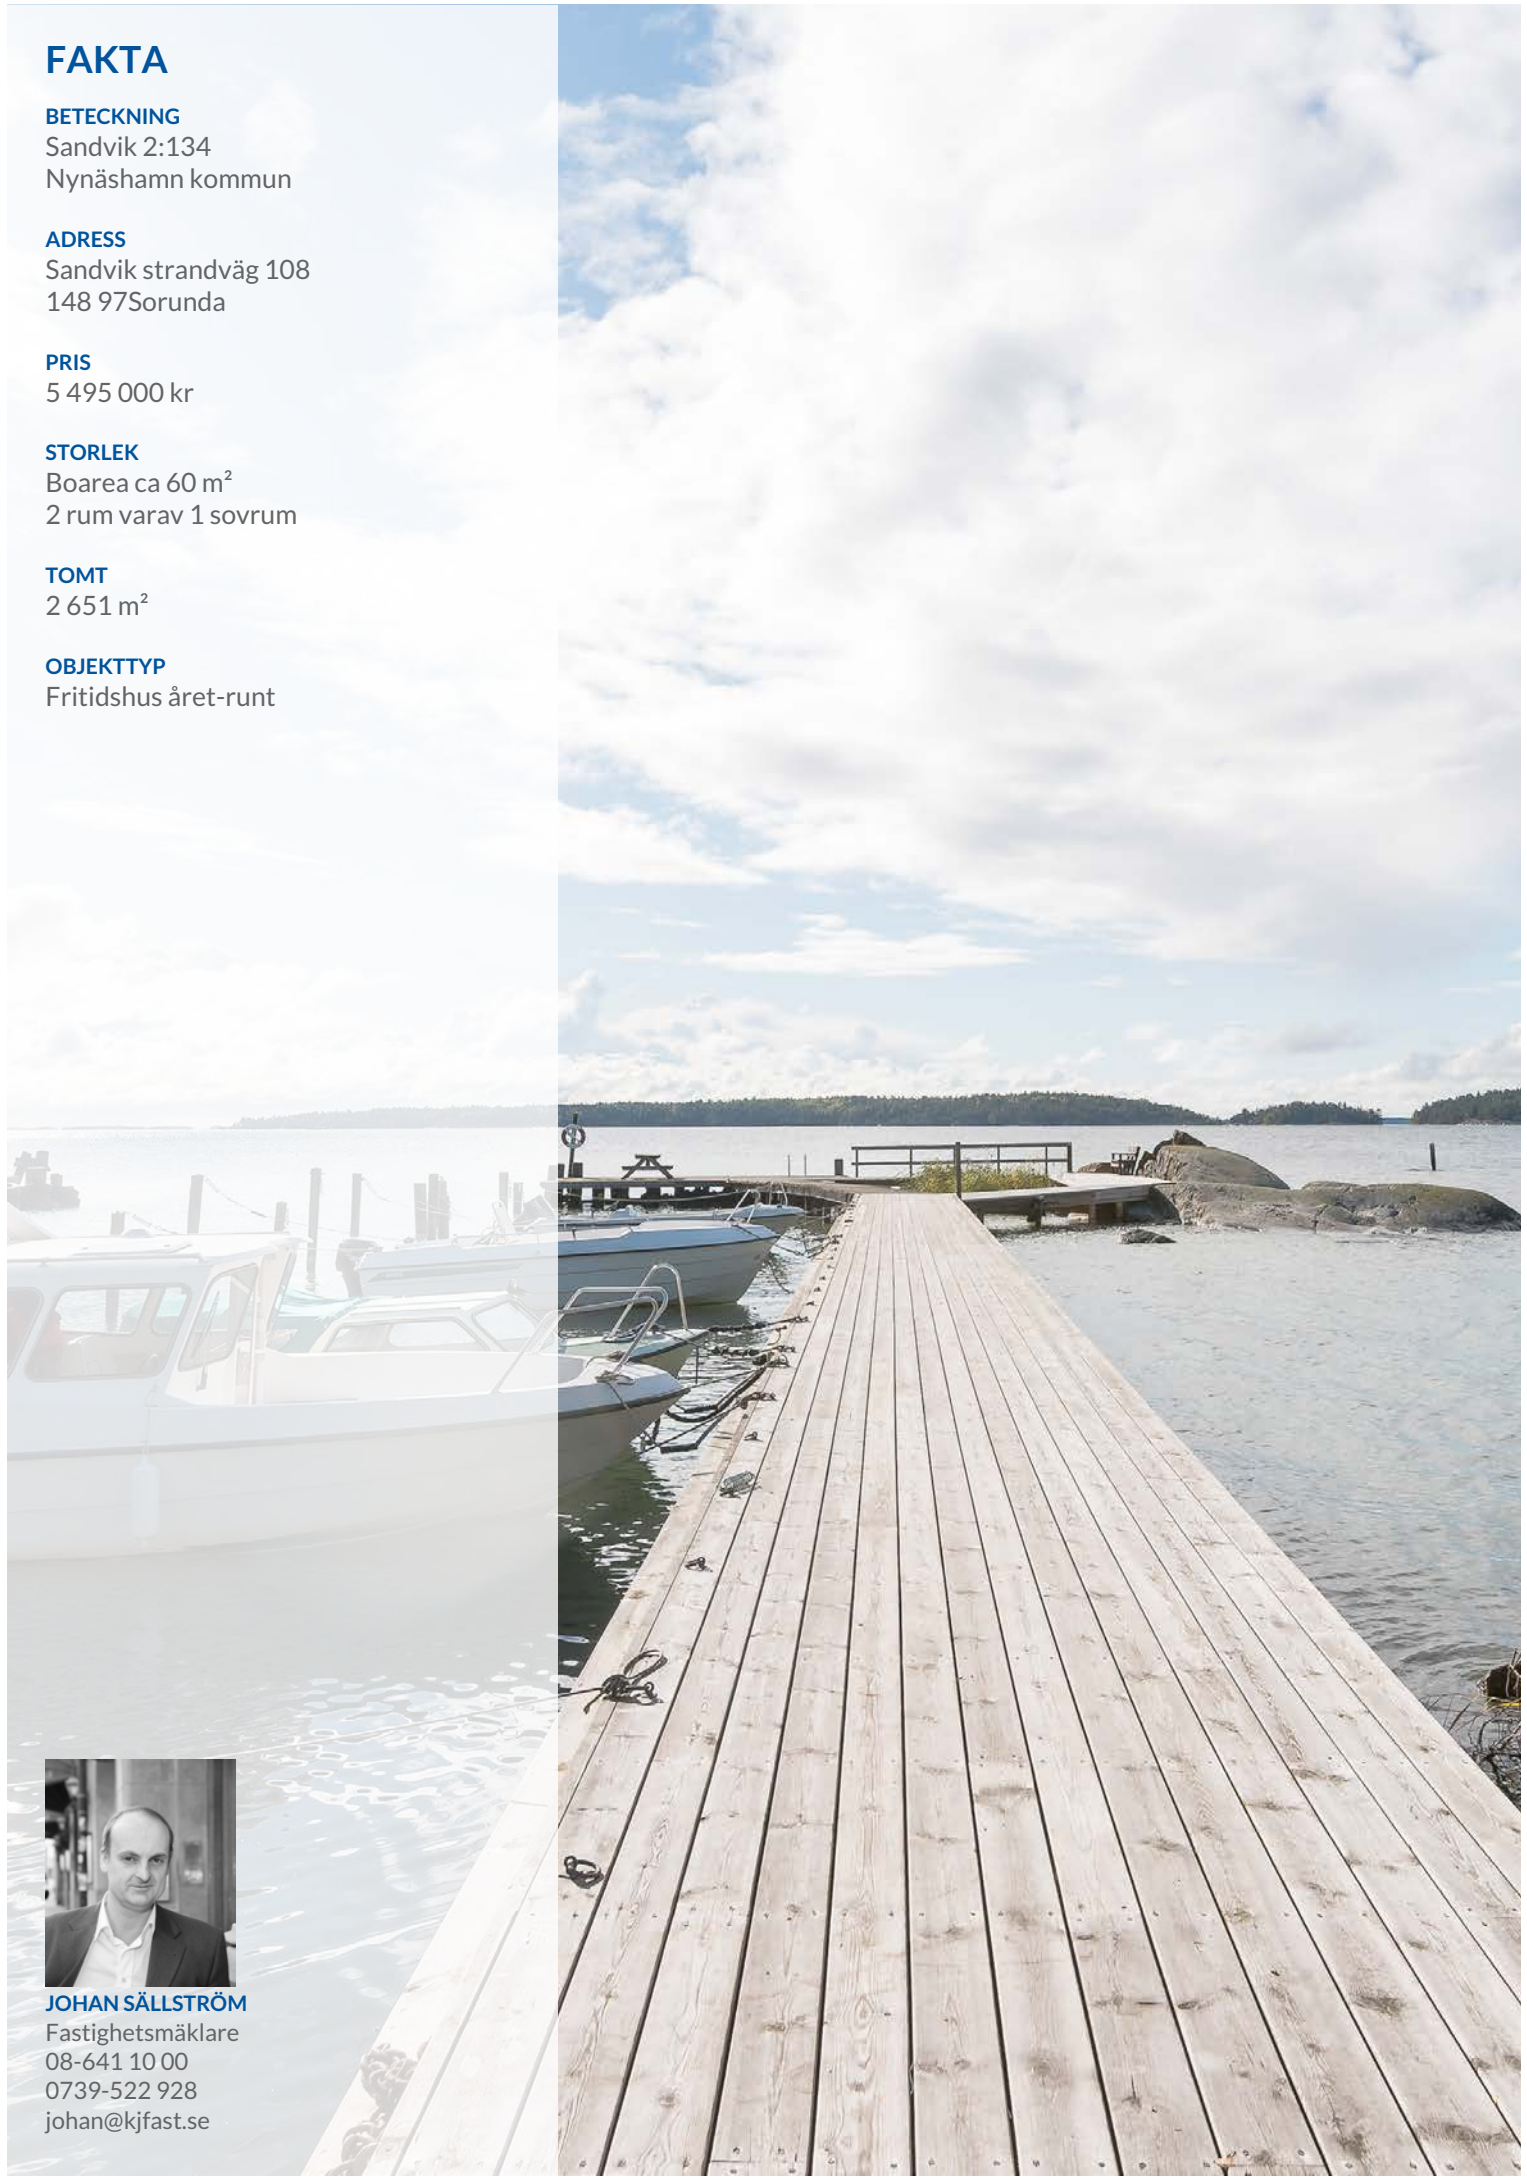 FAKTA
BETECKNING
Sandvik 2:134
Nynäshamn kommun
ADRESS
Sandvik strandväg 108
148 97Sorunda
PRIS
5 495 000 kr
STORLEK
Boarea ca 60 m²
2 rum varav 1 sovrum
TOMT
2 651 m²
OBJEKTTYP
Fritidshus året-runt
JOHAN SÄLLSTRÖM
Fastighetsmäklare
08-641 10 00
0739-522 928
johan@kjfast.se